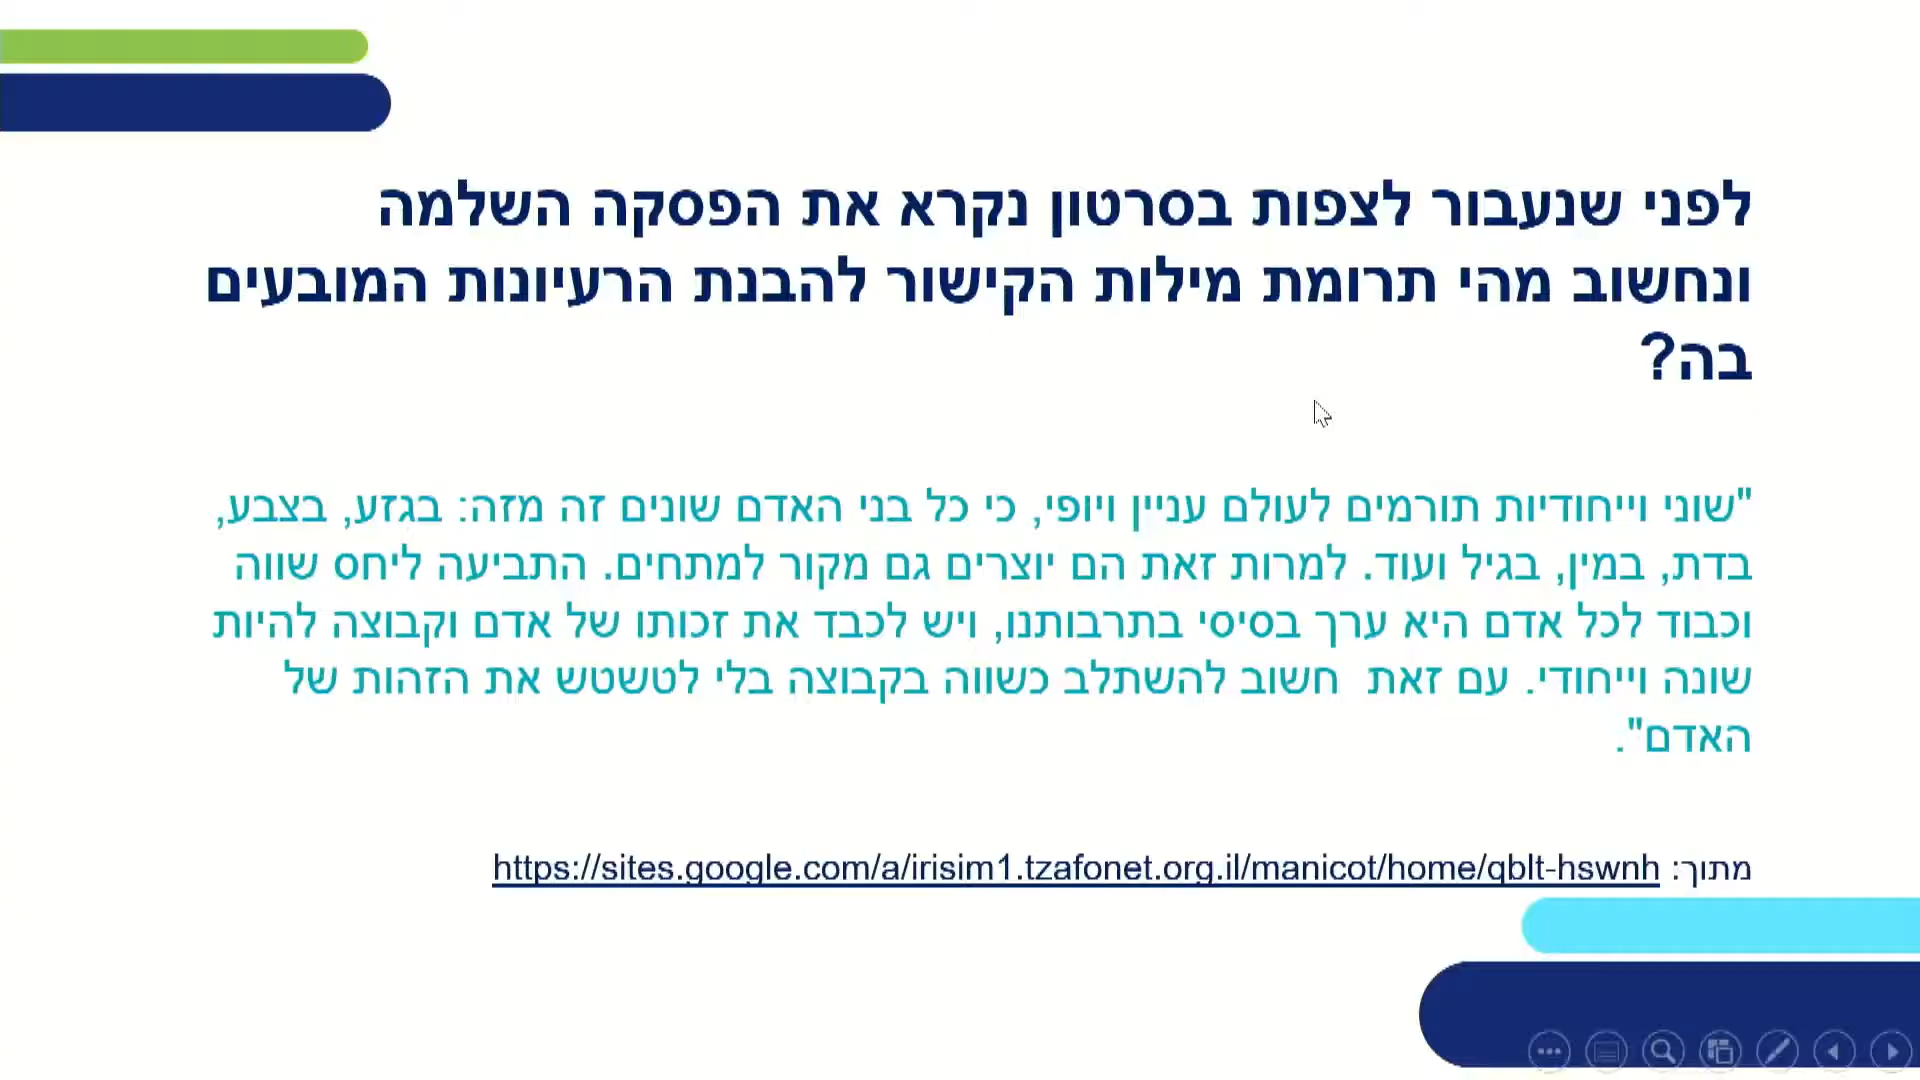 לפני שנעבור לצפות בסרטון נקרא את הפסקה השלמה
ונחשוב מהי תרומת מילות הקישור להבנת הרעיונות המובעים
בה?
"שוני וייחודיות תורמים לעולם עניין ויופי, כי כל בני האדם שונים זה מזה: בגזע, בצבע,
בדת, במין, בגיל ועוד. למרות זאת הם יוצרים גם מקור למתחים. התביעה ליחס שווה
וכבוד לכל אדם היא ערך בסיסי בתרבותנו, ויש לכבד את זכותו של אדם וקבוצה להיות
שונה וייחודי. עם זאת  חשוב להשתלב כשווה בקבוצה בלי לטשטש את הזהות של
האדם".
מתוך: https://sites.google.com/a/irisim1.tzafonet.org.il/manicot/home/qblt-hswnh